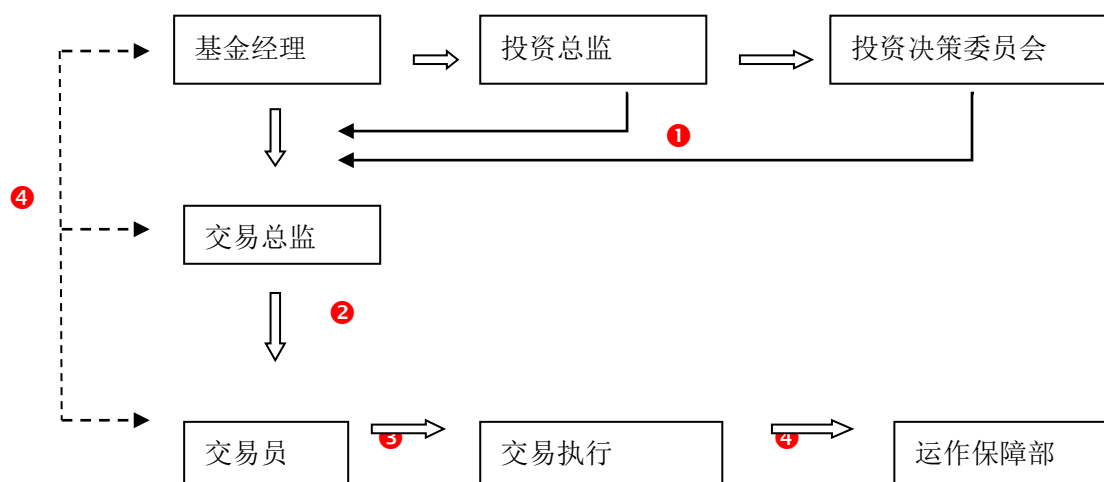 基金经理
投资总监
投资决策委员会
❶
❹
交易总监
❷
交易员
❸
交易执行
❹
运作保障部